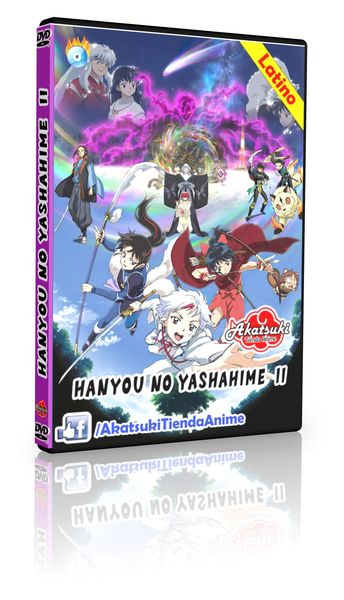 DVD
Latino
HANYOU NO YASHAHIME II
Akatsuki
Tienda Anime
HANYOU NO YASHAHIME II
f /AkatsukiTiendaAnime
DVD